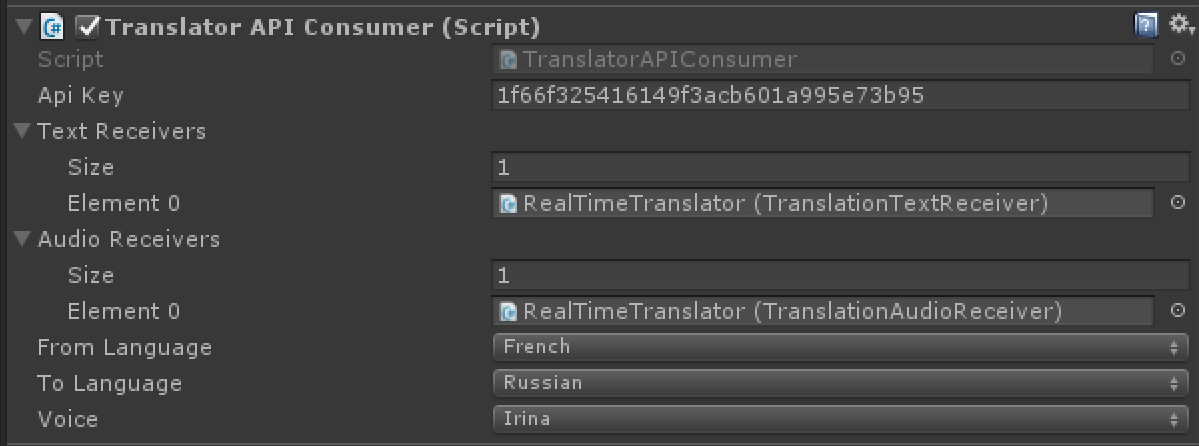 Translator API Consumer (Script)
Script TranslatorAPIConsumer
Api Key 1f66f325416149f3acb601a995e73b95
Text Receivers
Size 1
Element 0 RealTimeTranslator (TranslationTextReceiver)
Audio Receivers
Size 1
Element 0 RealTimeTranslator (TranslationAudioReceiver)
From Language French
To Language Russian
Voice Irina